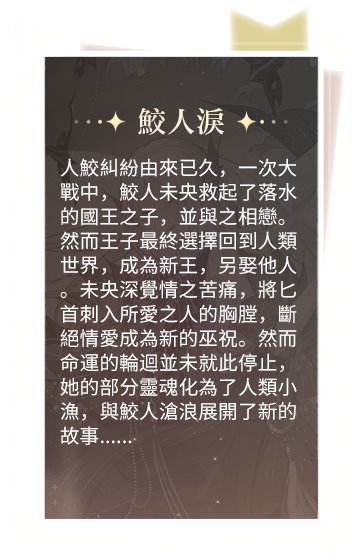 鮫人淚
人鮫糾紛由來已久，一次大
戰中，鮫人未央救起了落水
的國王之子，並與之相戀。
然而王子最終選擇回到人類
世界，成為新王，另娶他人
。未央深覺情之苦痛，將匕
首刺入所愛之人的胸膛，斷
絕情愛成為新的巫祝。然而
命運的輪迴並未就此停止，
她的部分靈魂化為了人類小
漁，與鮫人滄浪展開了新的
故事......